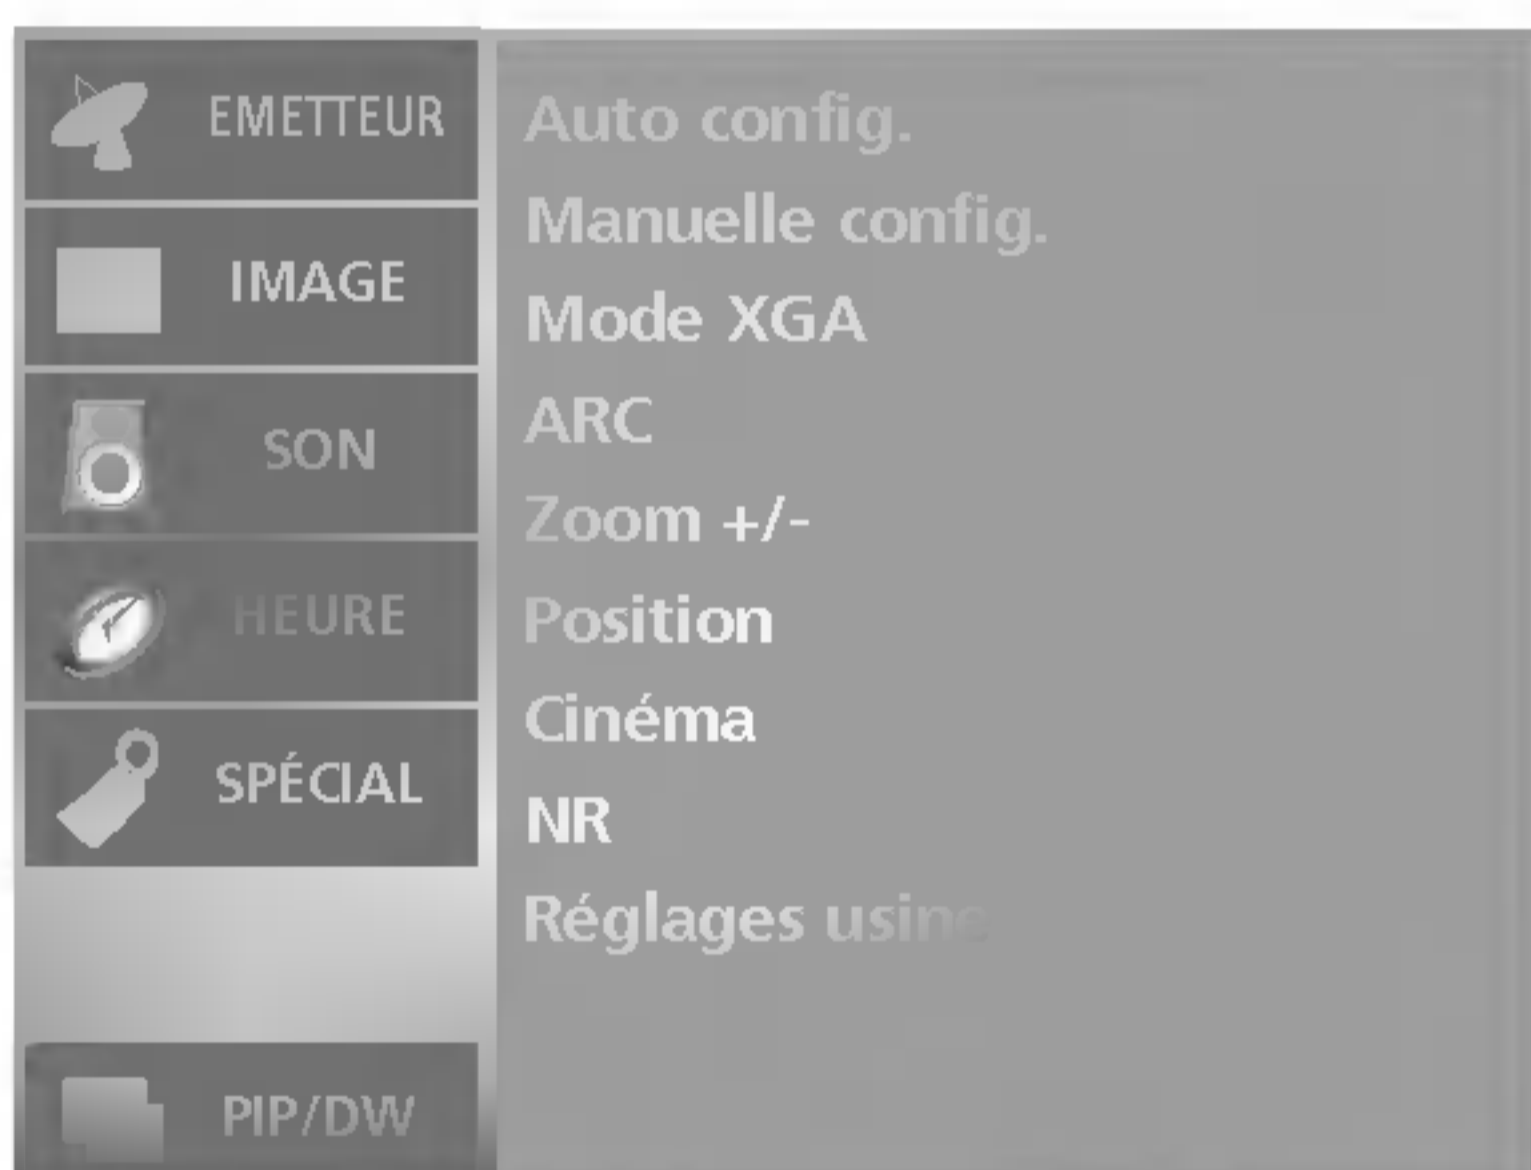 EMETTEUR
IMAGE
SON
HEURE
SPÉCIAL
PIP/DW
Auto config.
Manuelle config.
Mode XGA
ARC
Zoom +/-
Position
Cinéma
NR
Réglages usine